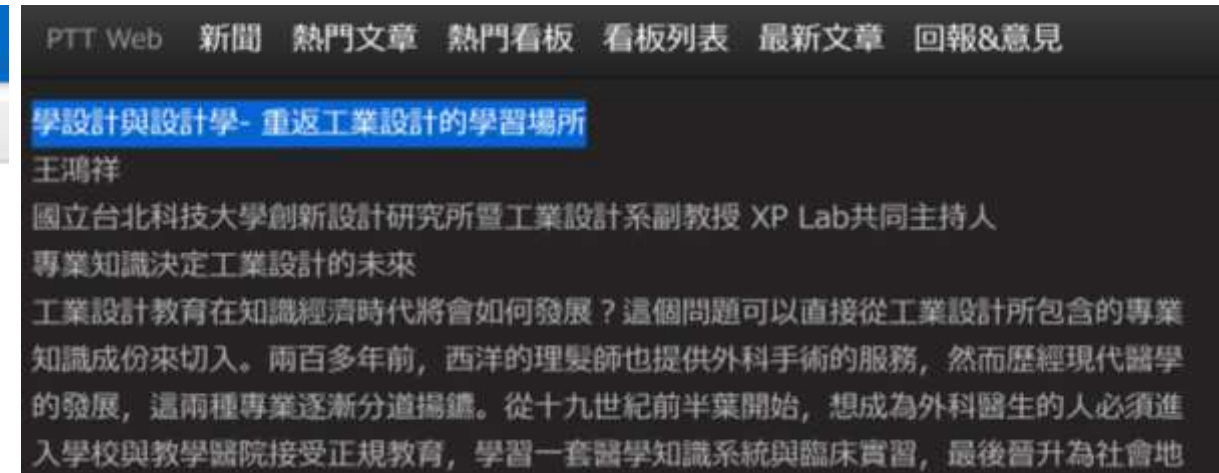 PTT Web 新聞 熱門文章 熱門看板 看板列表 最新文章 回報&意見
學設計與設計學- 重返工業設計的學習場所
王鴻祥
國立台北科技大學創新設計研究所暨工業設計系副教授 XP Lab共同主持人
專業知識決定工業設計的未來
工業設計教育在知識經濟時代將會如何發展？這個問題可以直接從工業設計所包含的專業
知識成份來切入。兩百多年前，西洋的理髮師也提供外科手術的服務，然而歷經現代醫學
的發展，這兩種專業逐漸分道揚鑣。從十九世紀前半葉開始，想成為外科醫生的人必須進
入學校與教學醫院接受正規教育，學習一套醫學知識系統與臨床實習，最後晉升為社會地